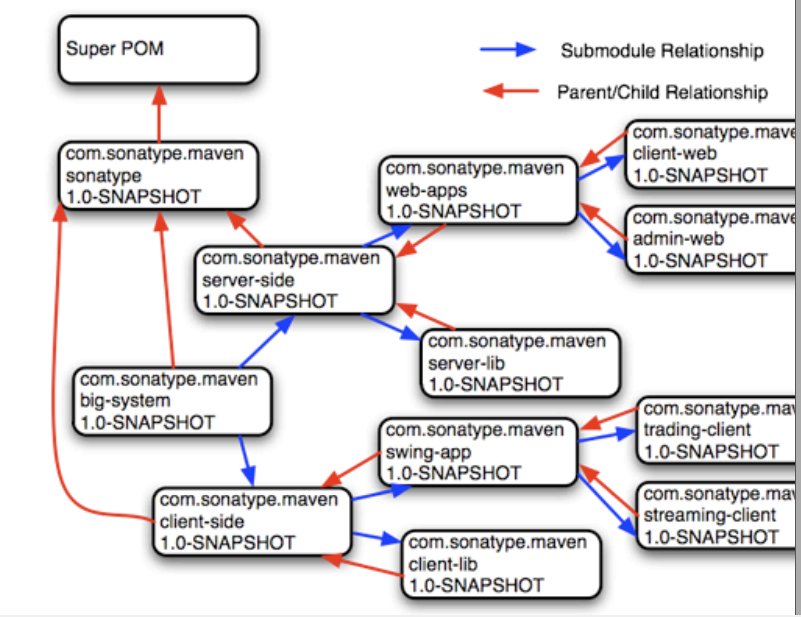 Super POM
Submodule Relationship
Parent/Child Relationship
com.sonatype.maven
sonatype
1.0-SNAPSHOT
com.sonatype.maven
web-apps
1.0-SNAPSHOT
com.sonatype.mave
client-web
1.0-SNAPSHOT
com.sonatype.mave
admin-web
1.0-SNAPSHOT
com.sonatype.maven
server-side
1.0-SNAPSHOT
com.sonatype.maven
server-lib
1.0-SNAPSHOT
com.sonatype.maven
big-system
1.0-SNAPSHOT
com.sonatype.maven
swing-app
1.0-SNAPSHOT
com.sonatype.mav
trading-client
1.0-SNAPSHOT
com.sonatype.mav
streaming-client
1.0-SNAPSHOT
com.sonatype.maven
client-side
1.0-SNAPSHOT
com.sonatype.maven
client-lib
1.0-SNAPSHOT